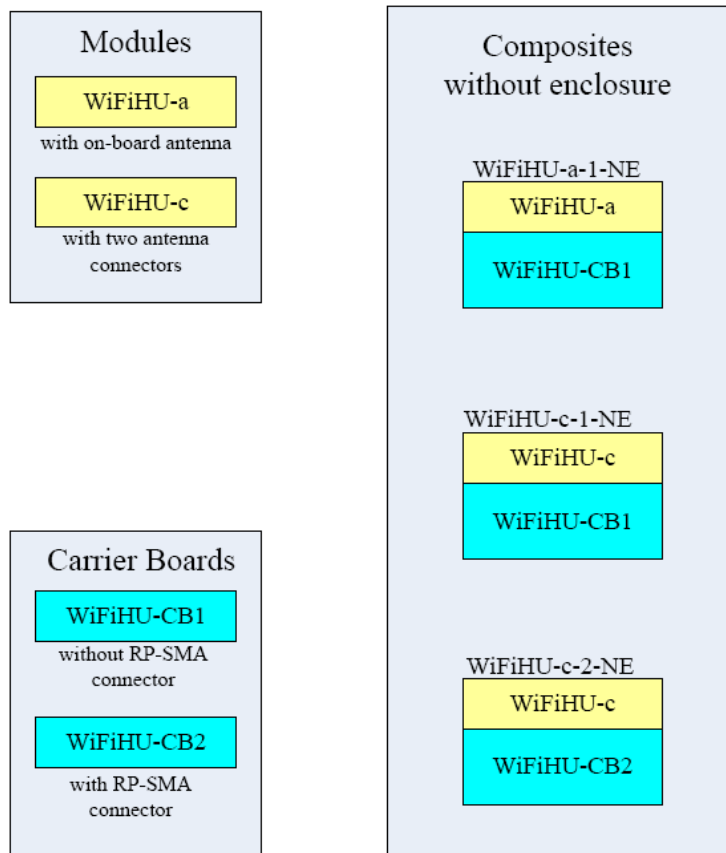 Modules
WiFiHU-a
with on-board antenna
WiFiHU-c
with two antenna
connectors
Carrier Boards
WiFiHU-CB1
without RP-SMA
connector
WiFiHU-CB2
with RP-SMA
connector
Composites
without enclosure
WiFiHU-a-1-NE
WiFiHU-a
WiFiHU-CB1
WiFiHU-c-1-NE
WiFiHU-c
WiFiHU-CB1
WiFiHU-c-2-NE
WiFiHU-c
WiFiHU-CB2